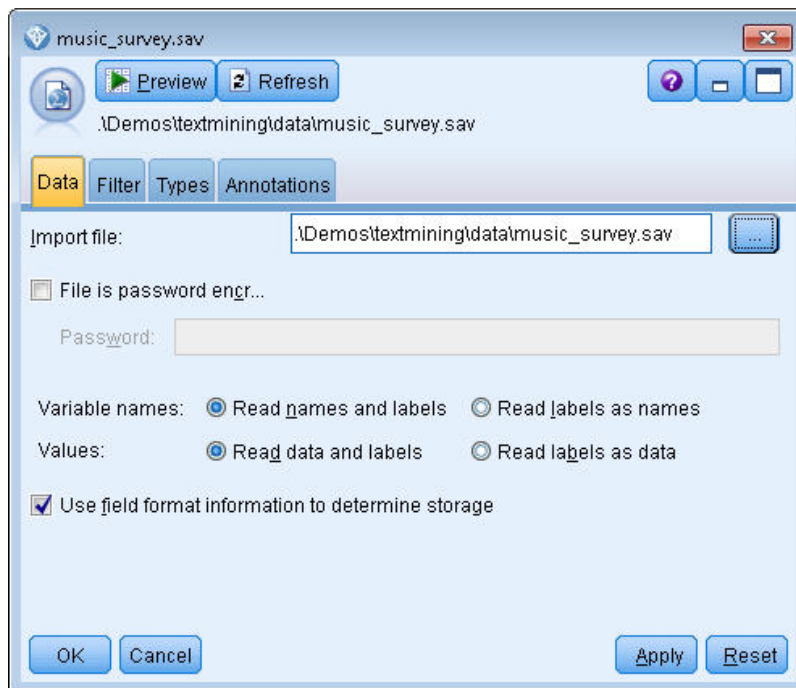 music_survey.sav
Preview Refresh
.\Demos\textmining\data\music_survey.sav
Data Filter Types Annotations
Import file: .\Demos\textmining\data\music_survey.sav ...
File is password encr...
Password:
Variable names: Read names and labels Read labels as names
Values: Read data and labels Read labels as data
Use field format information to determine storage
OK Cancel Apply Reset